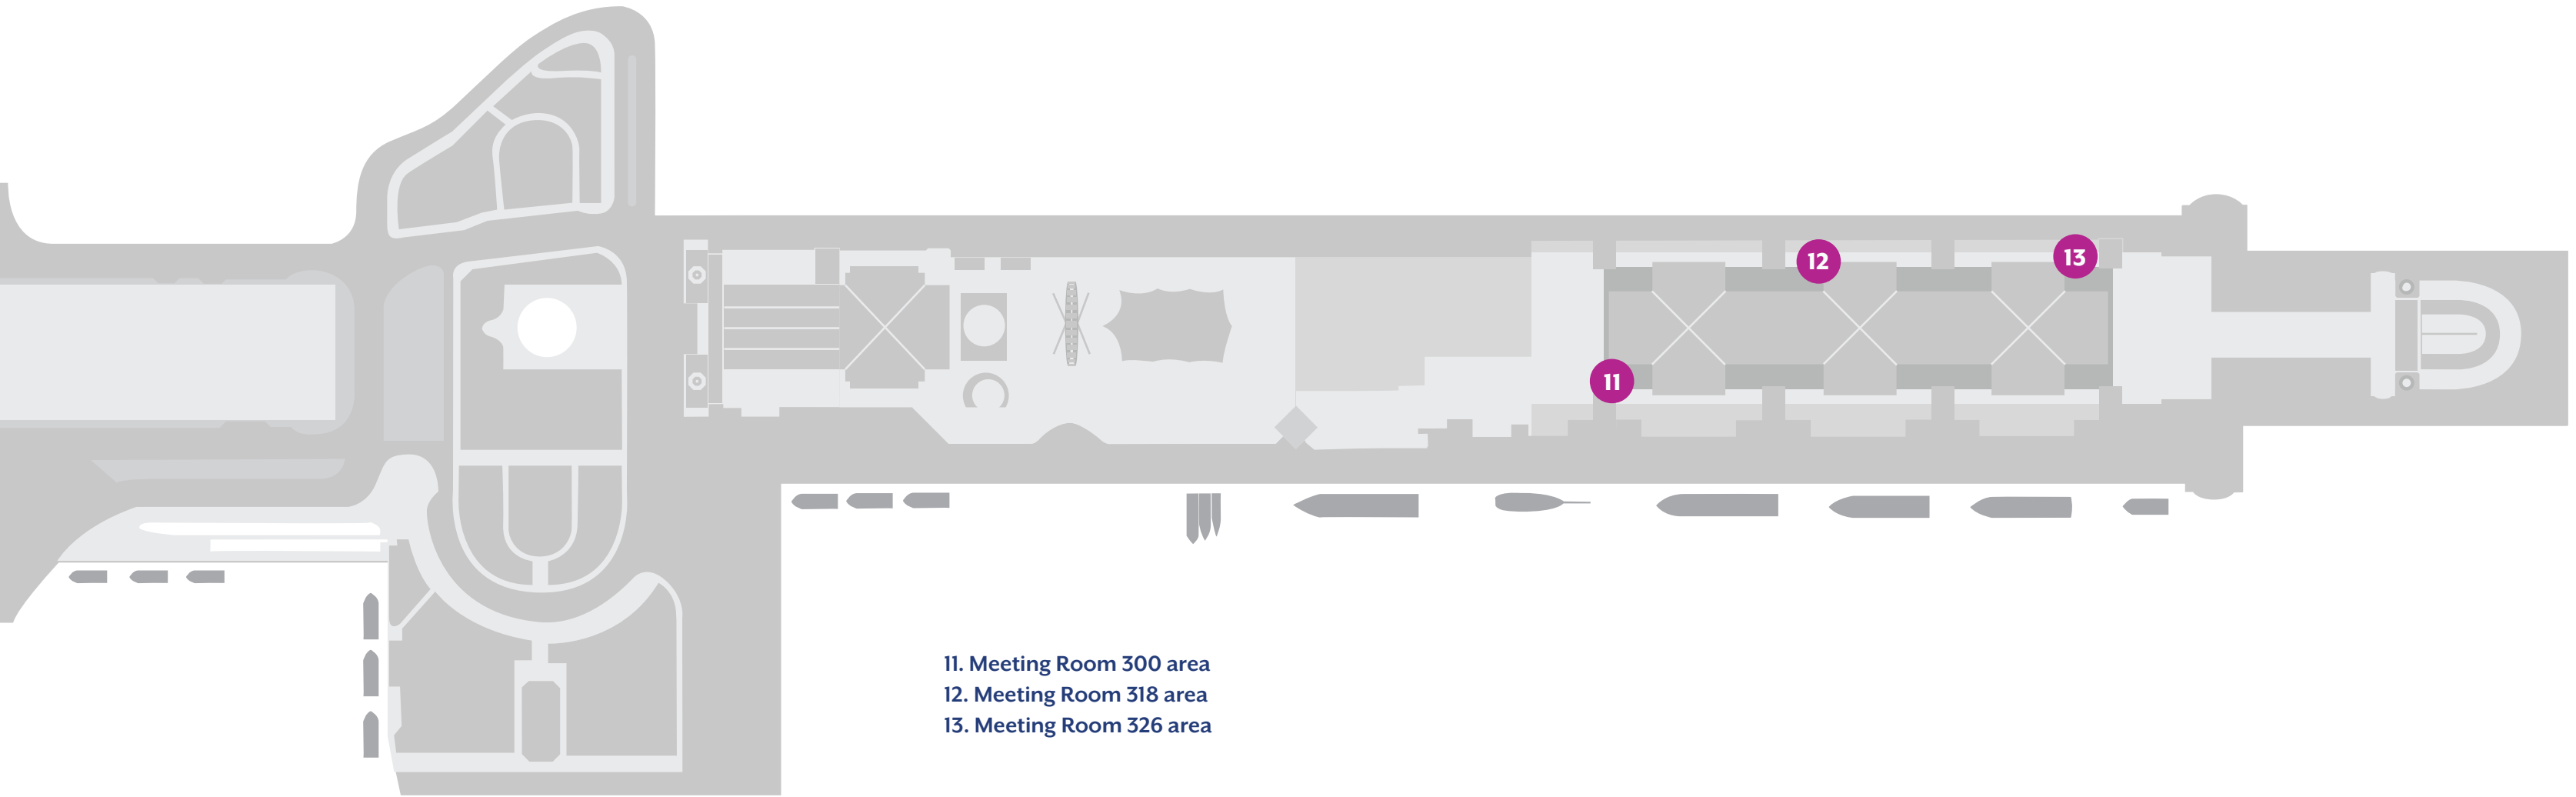 12
13
11
11. Meeting Room 300 area
12. Meeting Room 318 area
13. Meeting Room 326 area